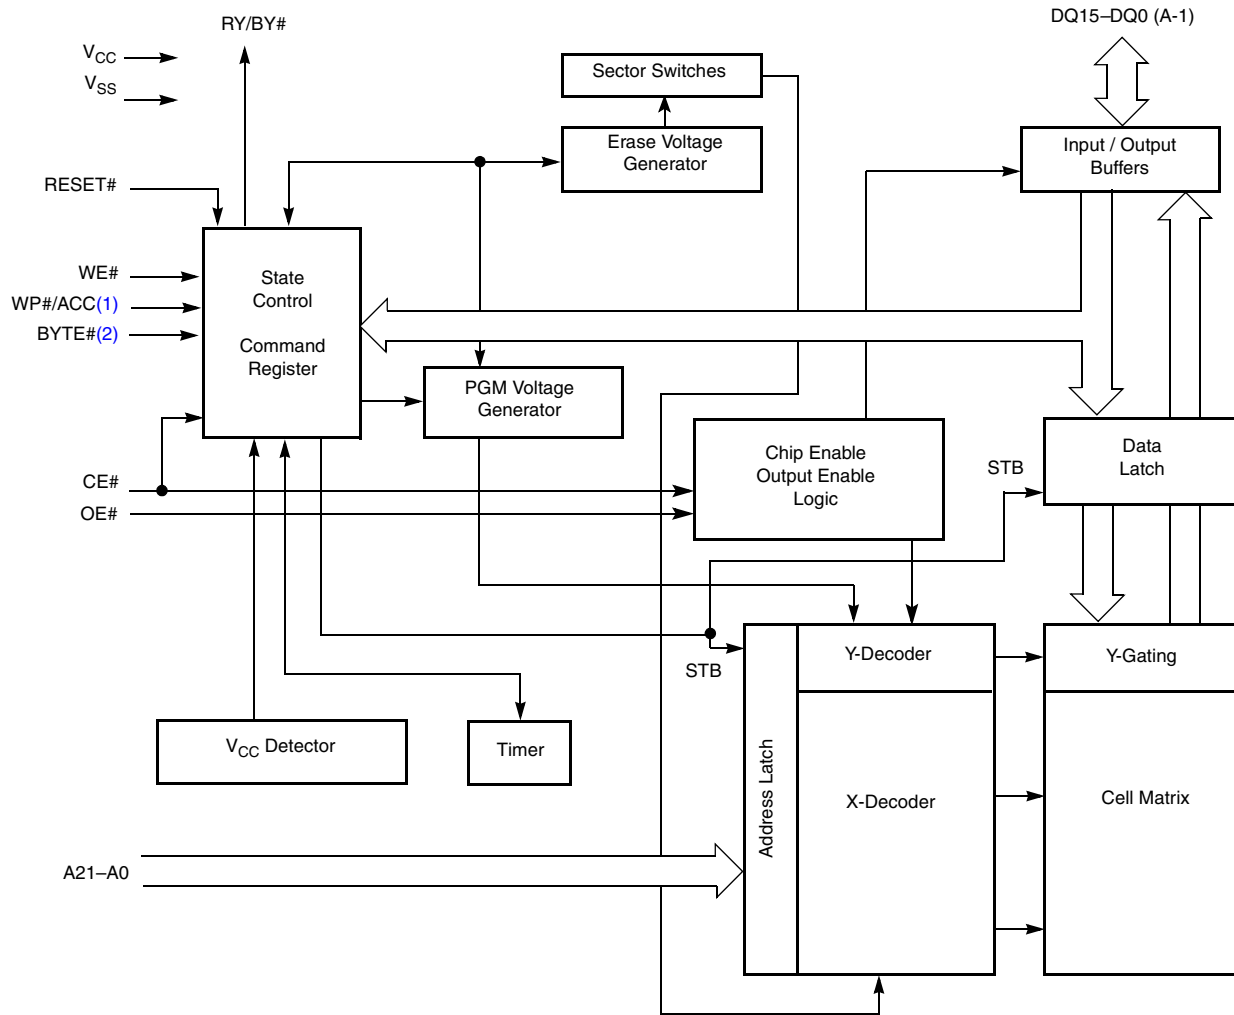 RY/BY#
DQ15–DQ0 (A-1)
VCC
VSS
Sector Switches
Erase Voltage
Generator
Input / Output
Buffers
RESET#
WE#
WP#/ACC(1)
BYTE#(2)
State
Control
Command
Register
PGM Voltage
Generator
Chip Enable
Output Enable
Logic
Data
Latch
STB
CE#
OE#
STB
Y-Decoder
Y-Gating
VCC Detector
Timer
Address Latch
X-Decoder
Cell Matrix
A21–A0